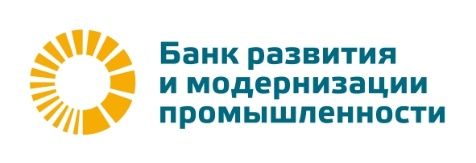 Банк развития
и модернизации
промышленности